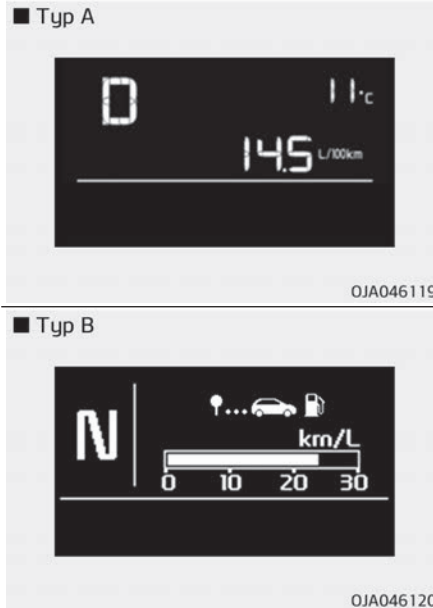 ■ Typ A
D
11°c
14.5 L/100km
OJA046119
■ Typ B
N
km/L
0 10 20 30
OJA046120